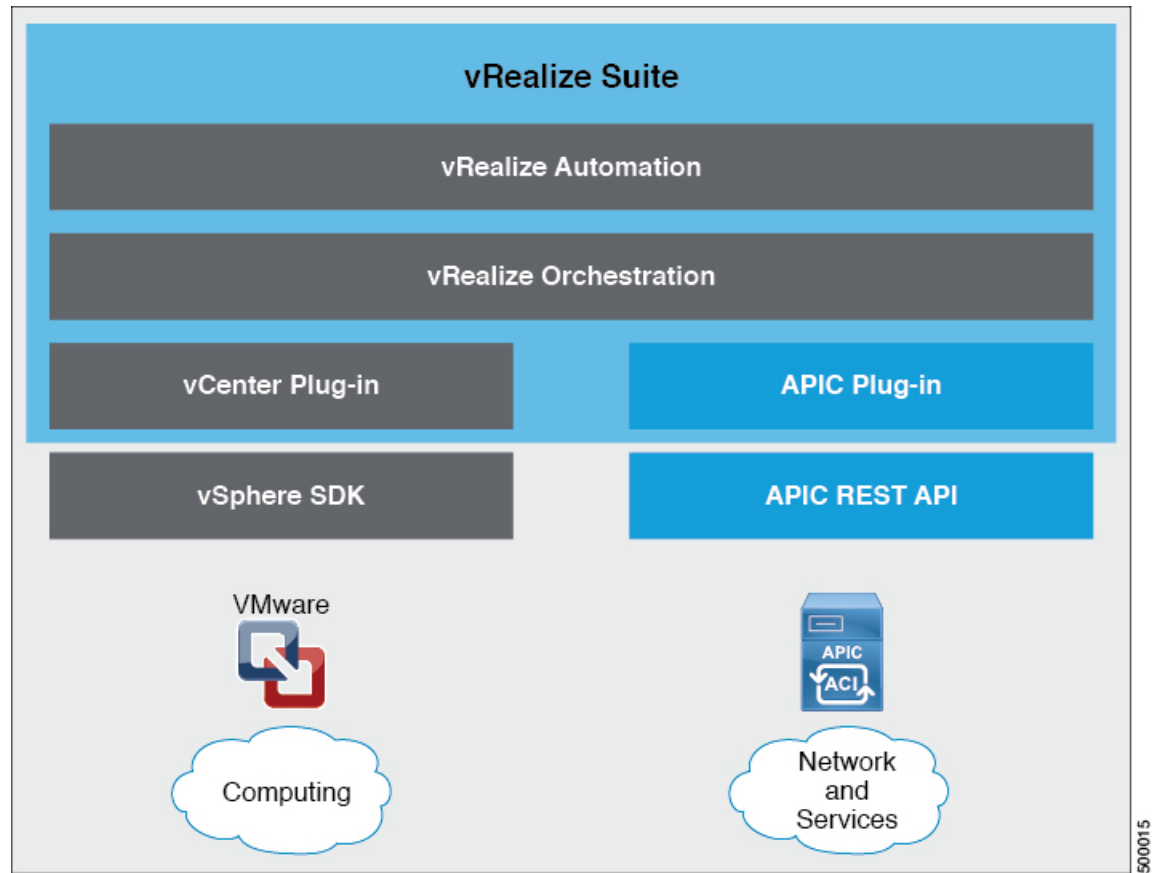 vRealize Suite
vRealize Automation
vRealize Orchestration
vCenter Plug-in
APIC Plug-in
vSphere SDK
APIC REST API
VMware
APIC
ACI
Computing
Network
and
Services
500015